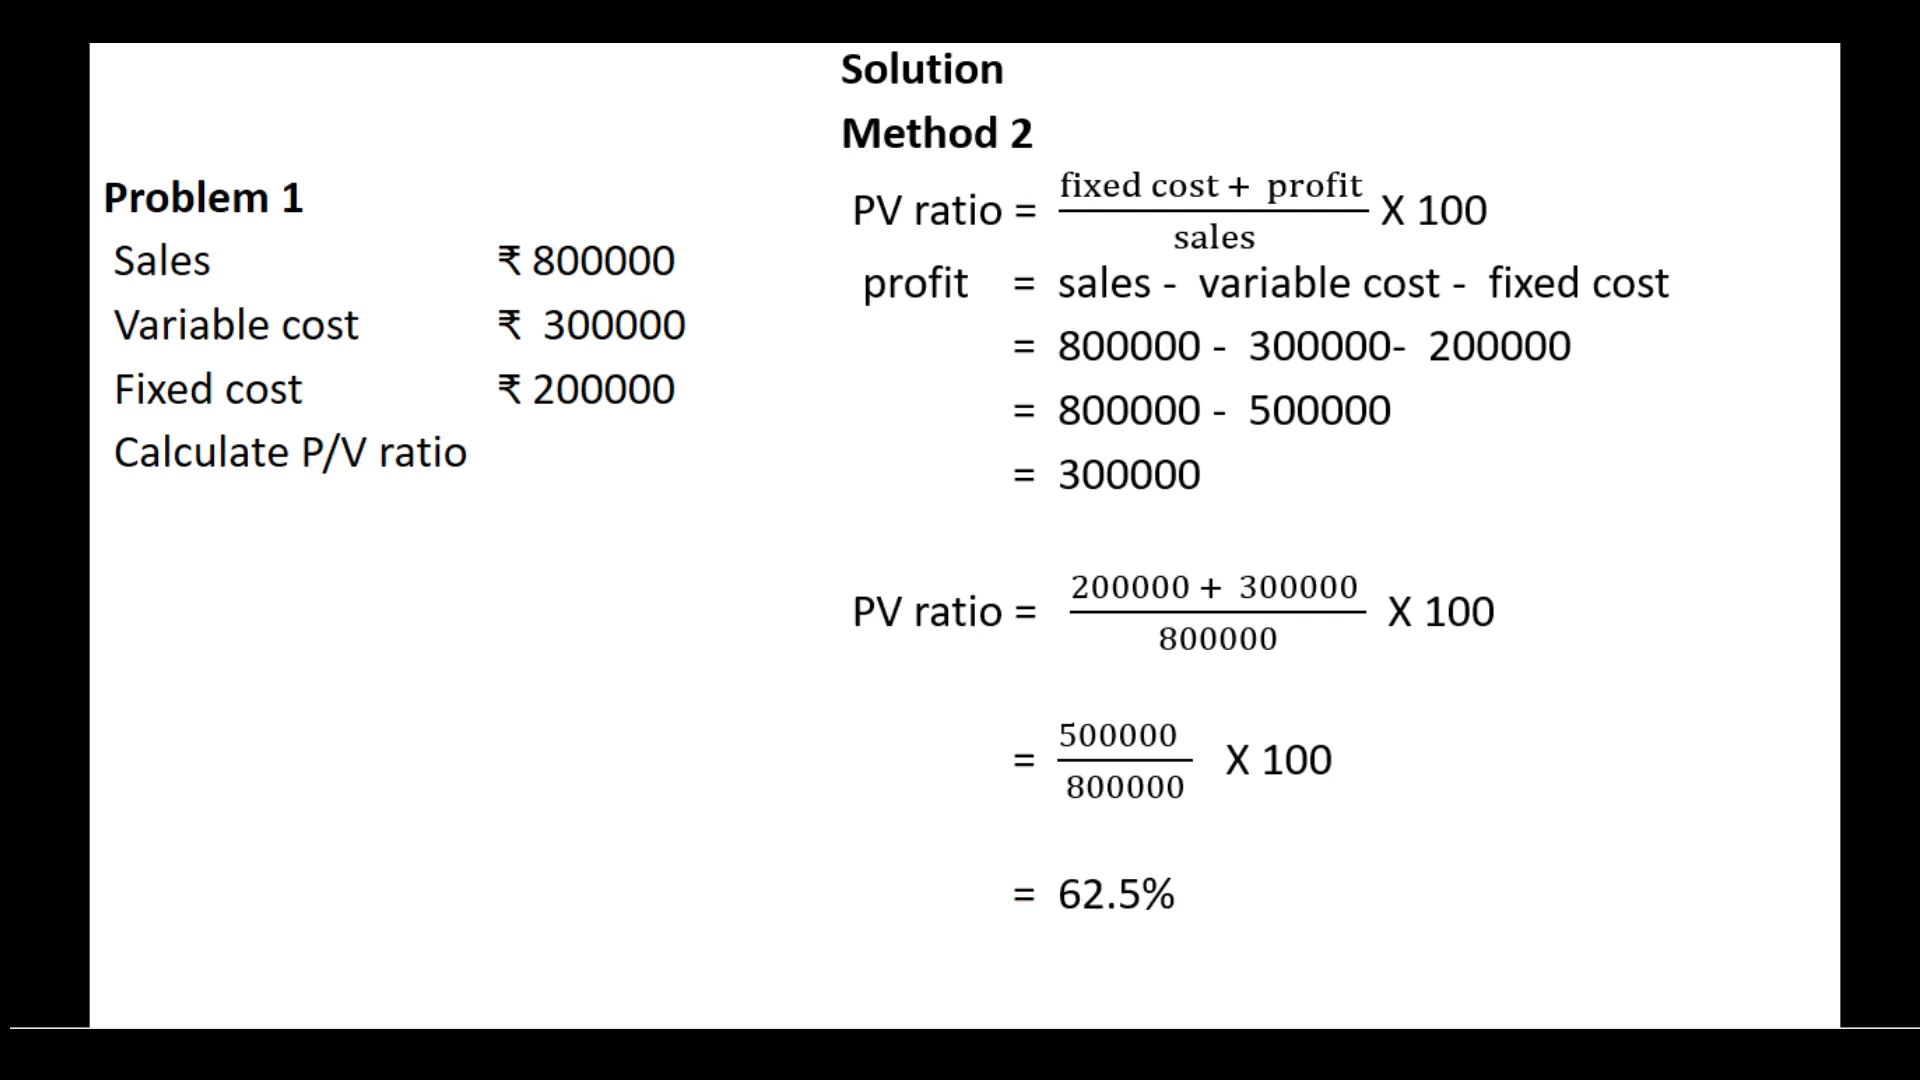 Problem 1
Sales ₹ 800000
Variable cost ₹ 300000
Fixed cost ₹ 200000
Calculate P/V ratio
Solution
Method 2
PV ratio = fixed cost + profit / sales X 100
profit = sales - variable cost - fixed cost
= 800000 - 300000- 200000
= 800000 - 500000
= 300000
PV ratio = 200000 + 300000 / 800000 X 100
= 500000 / 800000 X 100
= 62.5%